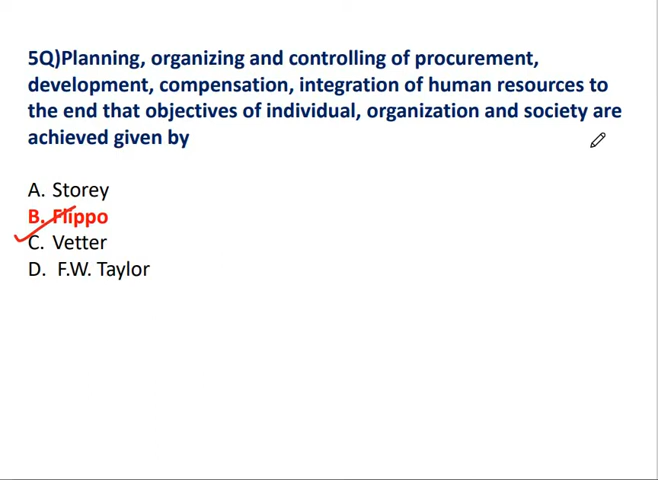 5Q)Planning, organizing and controlling of procurement,
development, compensation, integration of human resources to
the end that objectives of individual, organization and society are
achieved given by
A. Storey
B. Flippo
C. Vetter
D. F.W. Taylor